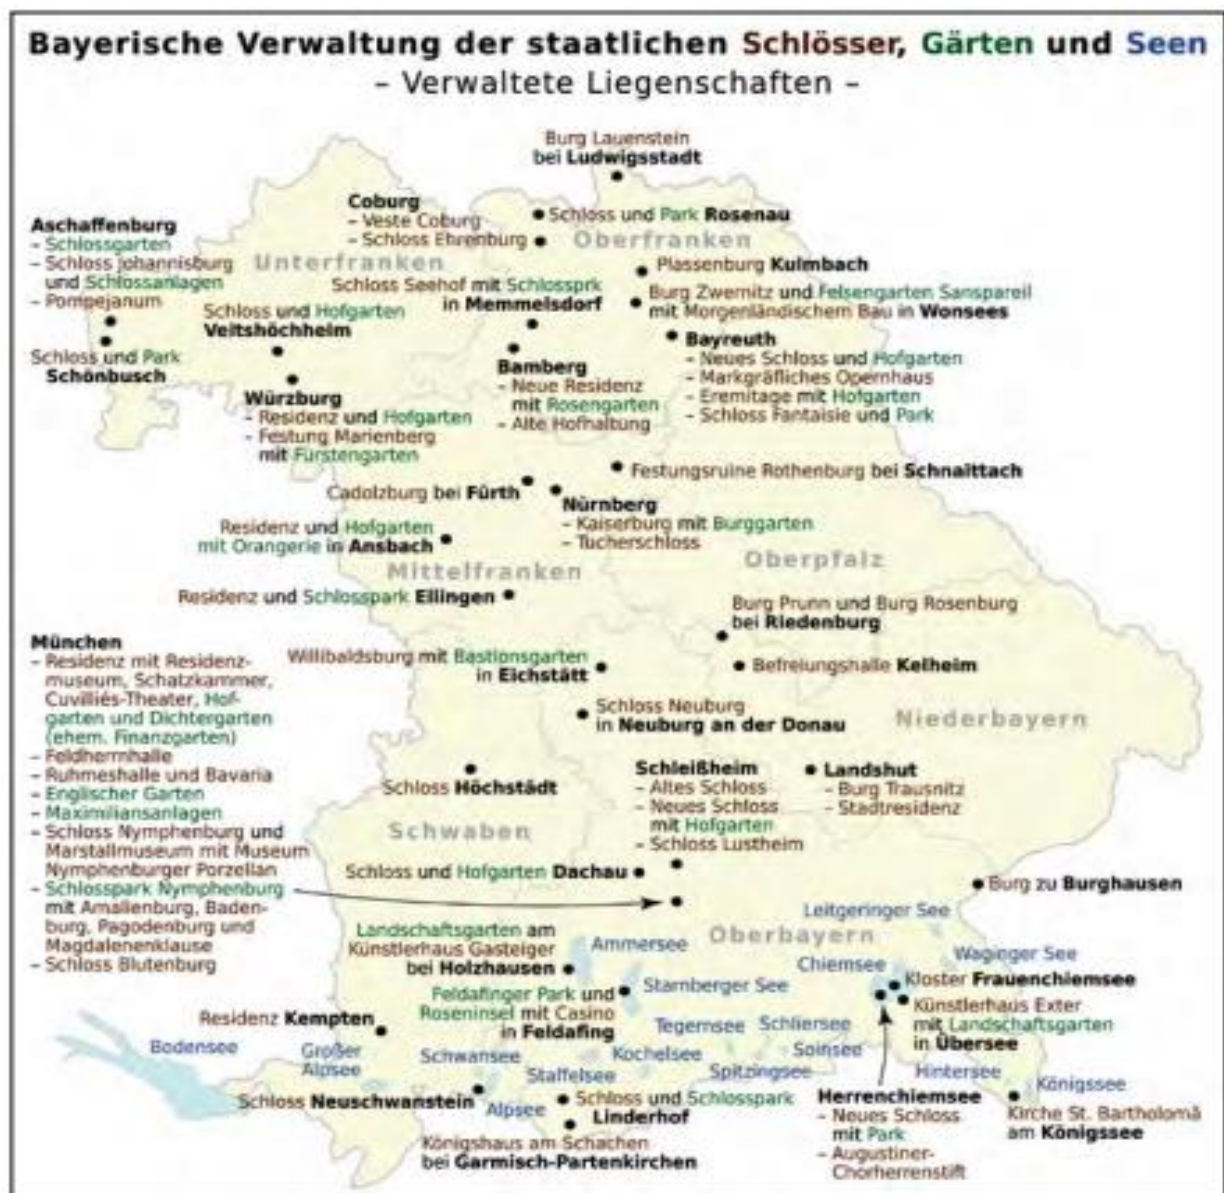 Bayerische Verwaltung der staatlichen Schlösser, Gärten und Seen
– Verwaltete Liegenschaften –
Burg Lauenstein
bei Ludwigsstadt
Coburg
– Veste Coburg
– Schloss Ehrenburg
Schloss und Park Rosenau
Oberfranken
Aschaffenburg
– Schlossgarten
– Schloss Johannisburg
und Schlossanlagen
– Pompejanum
Unterfranken
Plassenburg Kulmbach
Schloss Seehof mit Schlossprk
in Memmelsdorf
Burg Zwernitz und Felsengarten Sanspareil
mit Morgenländischem Bau in Wonsees
Schloss und Hofgarten
Veitshöchheim
Schloss und Park
Schönbusch
Bayreuth
– Neues Schloss und Hofgarten
– Markgräfliches Opernhaus
– Eremitage mit Hofgarten
– Schloss Fantaisie und Park
Bamberg
– Neue Residenz
mit Rosengarten
– Alte Hofhaltung
Würzburg
– Residenz und Hofgarten
– Festung Marienberg
mit Fürstengarten
Festungsruine Rothenburg bei Schnaittach
Cadolzburg bei Fürth
Nürnberg
– Kaiserburg mit Burggarten
– Tucherschloss
Residenz und Hofgarten
mit Orangerie in Ansbach
Mittelfranken
Oberpfalz
Residenz und Schlosspark Ellingen
Burg Prunn und Burg Rosenburg
bei Riedenburg
München
– Residenz mit Residenz-
museum, Schatzkammer,
Cuvilliés-Theater, Hof-
garten und Dichtergarten
(ehem. Finanzgarten)
– Feldherrnhalle
– Ruhmeshalle und Bavaria
– Englischer Garten
– Maximiliansanlagen
– Schloss Nymphenburg und
Marstallmuseum mit Museum
Nymphenburger Porzellan
– Schlosspark Nymphenburg
mit Amalienburg, Baden-
burg, Pagodenburg und
Magdalenenklause
– Schloss Blutenburg
Willibaldsburg mit Bastionsgarten
in Eichstätt
Befreiungshalle Kelheim
Schloss Neuburg
in Neuburg an der Donau
Niederbayern
Schloss Höchstädt
Schleißheim
– Altes Schloss
– Neues Schloss
mit Hofgarten
– Schloss Lustheim
Landshut
– Burg Trausnitz
– Stadtresidenz
Schwaben
Schloss und Hofgarten Dachau
Burg zu Burghausen
Leitgeringer See
Oberbayern
Landschaftsgarten am
Künstlerhaus Gasteiger
bei Holzhausen
Ammersee
Waginger See
Chiemsee
Kloster Frauenchiemsee
Starnberger See
Feldafinger Park und
Roseninsel mit Casino
in Feldafing
Künstlerhaus Exter
mit Landschaftsgarten
in Übersee
Residenz Kempten
Tegernsee
Schliersee
Bodensee
Großer
Alpsee
Schwansee
Kochelsee
Soinsee
Staffelsee
Spitzingsee
Hintersee
Königssee
Schloss Neuschwanstein
Alpsee
Schloss und Schlosspark
Linderhof
Herrenchiemsee
– Neues Schloss
mit Park
– Augustiner-
Chorherrenstift
Kirche St. Bartholomä
am Königssee
Königshaus am Schachen
bei Garmisch-Partenkirchen